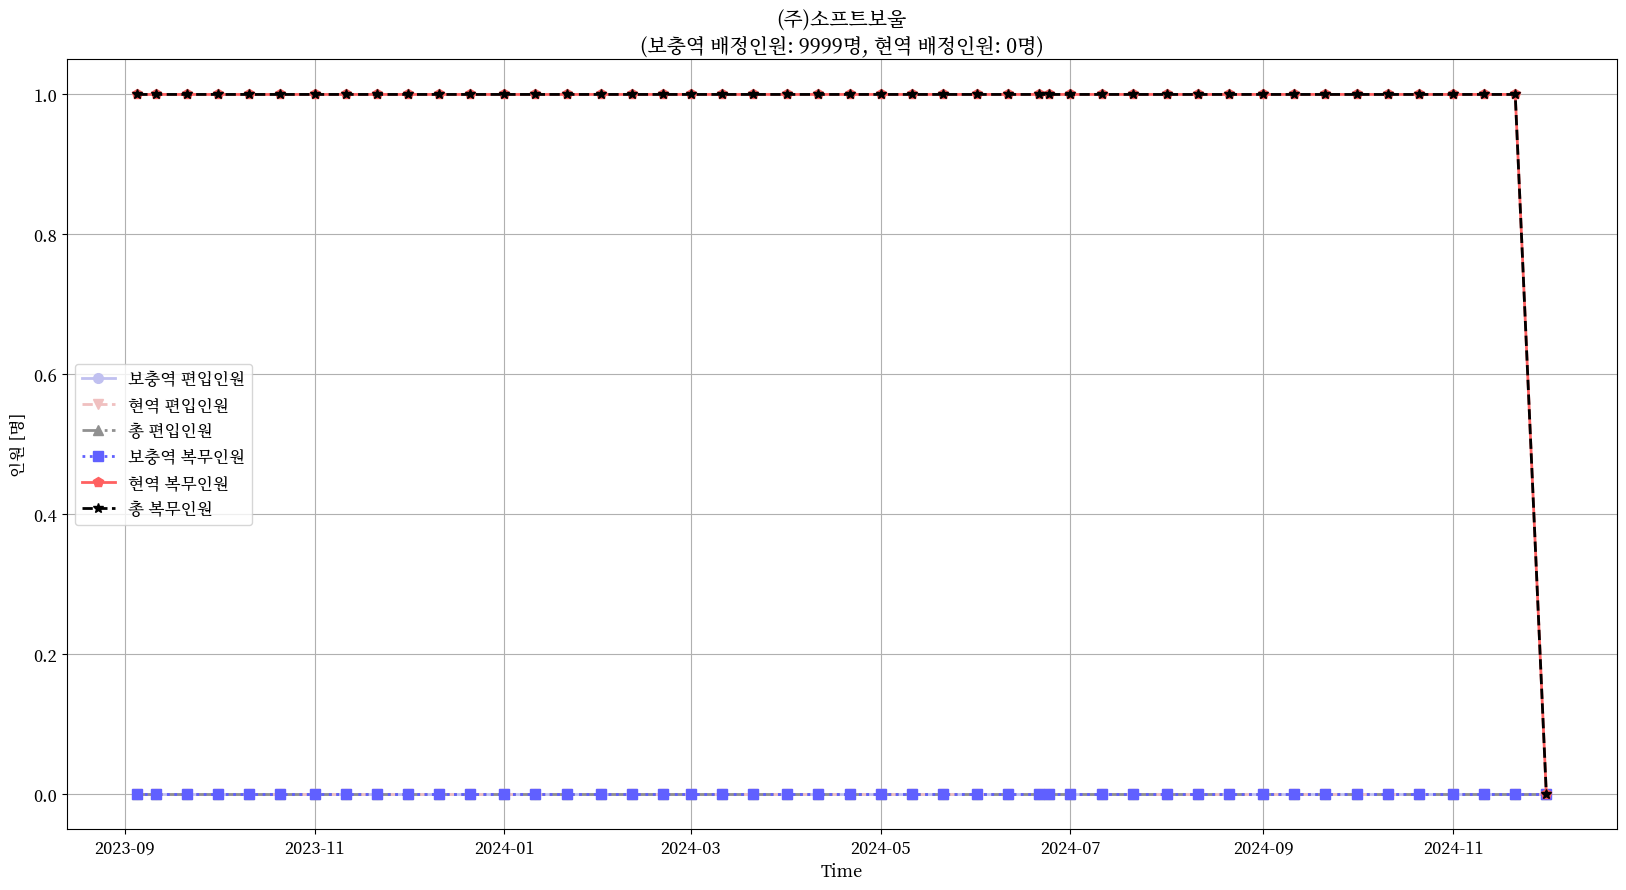 (주)소프트보울
(보충역 배정인원: 9999명, 현역 배정인원: 0명)
1.0
0.8
0.6
0.4
0.2
0.0
인원 [명]
보충역 편입인원
현역 편입인원
총 편입인원
보충역 복무인원
현역 복무인원
총 복무인원
2023-09
2023-11
2024-01
2024-03
2024-05
2024-07
2024-09
2024-11
Time